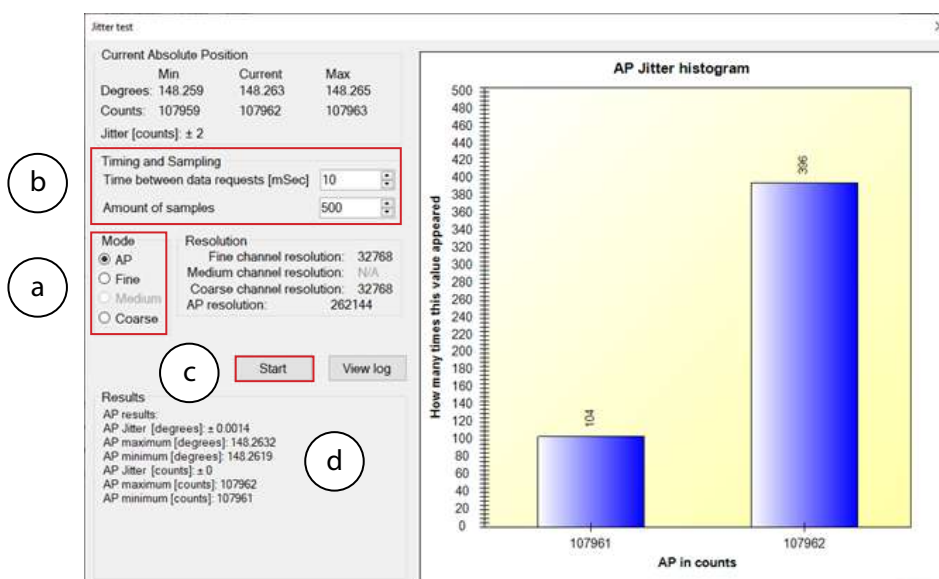 Jitter test
Current Absolute Position
Min Current Max
Degrees: 148.259 148.263 148.265
Counts: 107959 107962 107963
Jitter [counts]: ± 2
b
Timing and Sampling
Time between data requests [mSec] 10
Amount of samples 500
a
Mode
AP
Fine
Medium
Coarse
Resolution
Fine channel resolution: 32768
Medium channel resolution: N/A
Coarse channel resolution: 32768
AP resolution: 262144
c
Start View log
Results
AP results:
AP Jitter [degrees]: ± 0.0014
AP maximum [degrees]: 148.2632
AP minimum [degrees]: 148.2619
AP Jitter [counts]: ± 0
AP maximum [counts]: 107962
AP minimum [counts]: 107961
d
AP Jitter histogram
How many times this value appeared
500
480
460
440
420
400
380
360
340
320
300
280
260
240
220
200
180
160
140
120
100
80
60
40
20
0
104
396
107961 107962
AP in counts